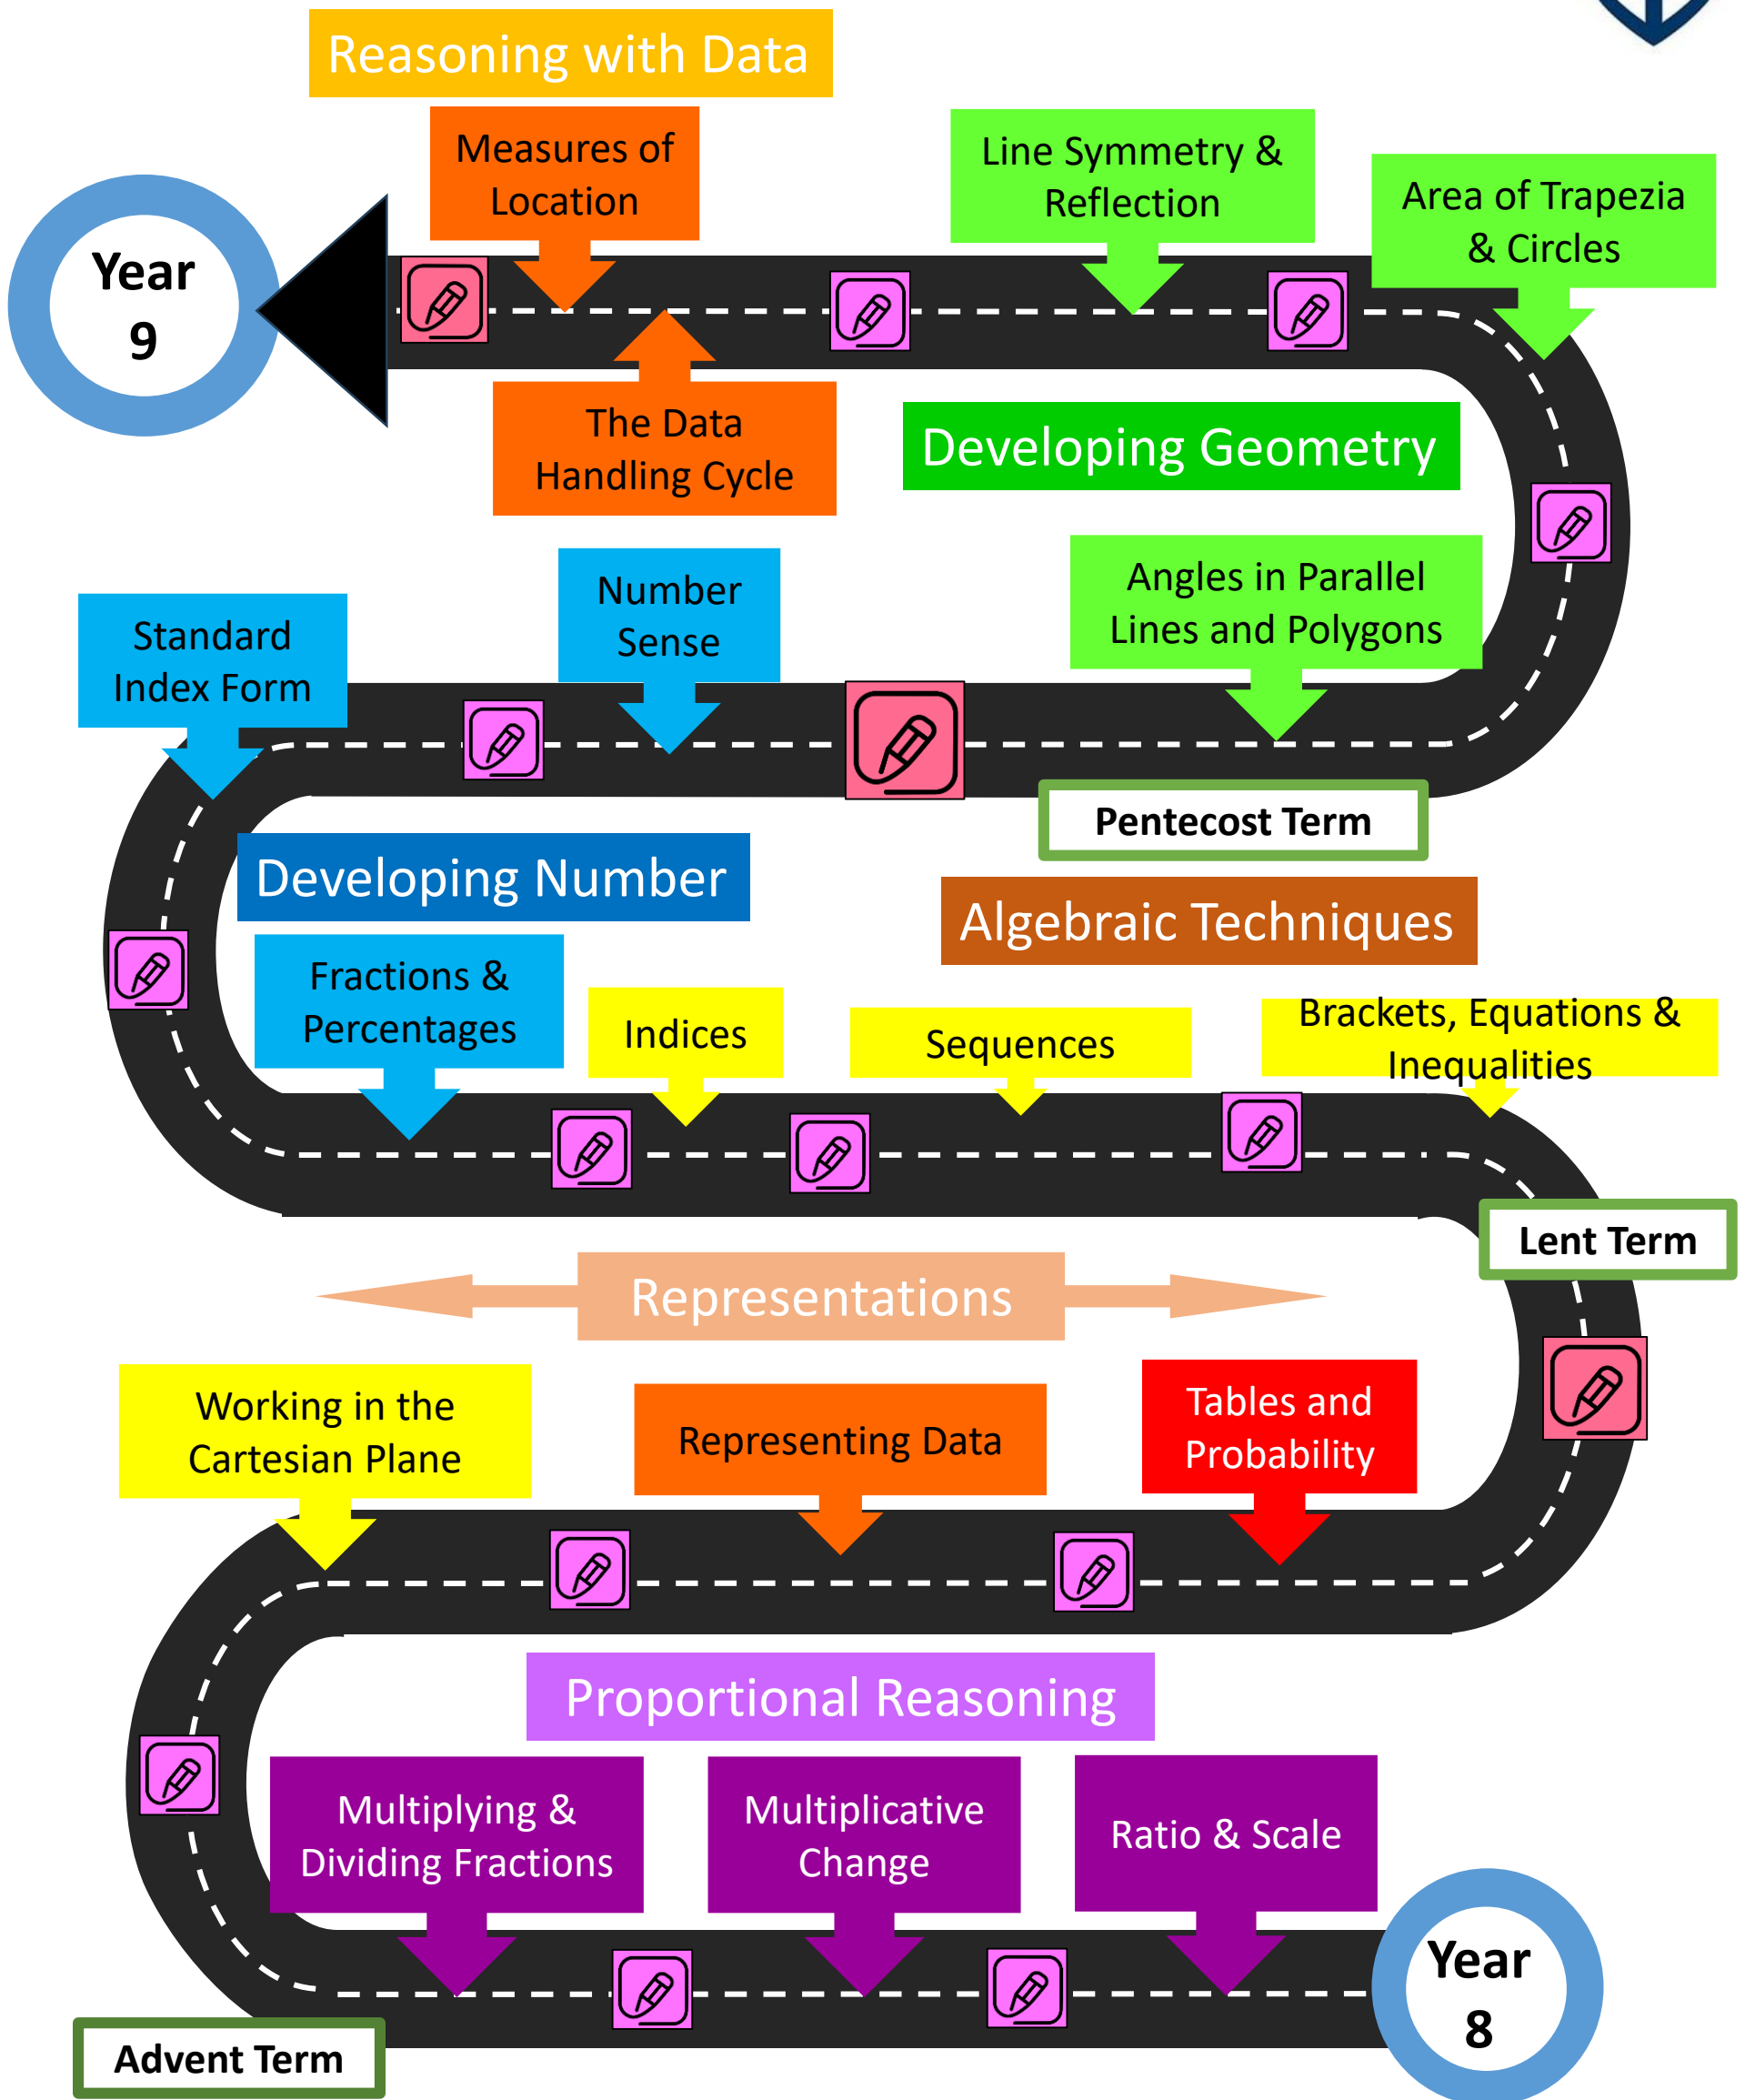 Reasoning with Data
Measures of
Location
Line Symmetry &
Reflection
Area of Trapezia
& Circles
Year
9
The Data
Handling Cycle
Developing Geometry
Standard
Index Form
Number
Sense
Angles in Parallel
Lines and Polygons
Pentecost Term
Developing Number
Algebraic Techniques
Fractions &
Percentages
Indices
Sequences
Brackets, Equations &
Inequalities
Lent Term
Representations
Working in the
Cartesian Plane
Representing Data
Tables and
Probability
Proportional Reasoning
Multiplying &
Dividing Fractions
Multiplicative
Change
Ratio & Scale
Year
8
Advent Term